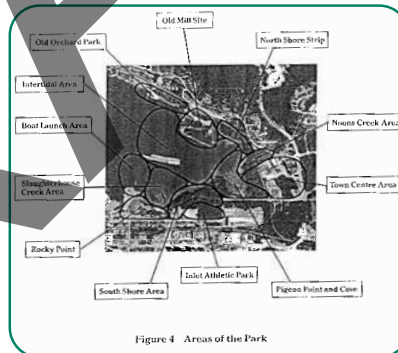 Old Mill Site
Old Orchard Park
North Shore Strip
Intertidal Area
Noons Creek Area
Boat Launch Area
Slaughterhouse
Creek Area
Town Centre Area
Rocky Point
Inlet Athletic Park
South Shore Area
Pigeon Point and Cove
Figure 4 Areas of the Park